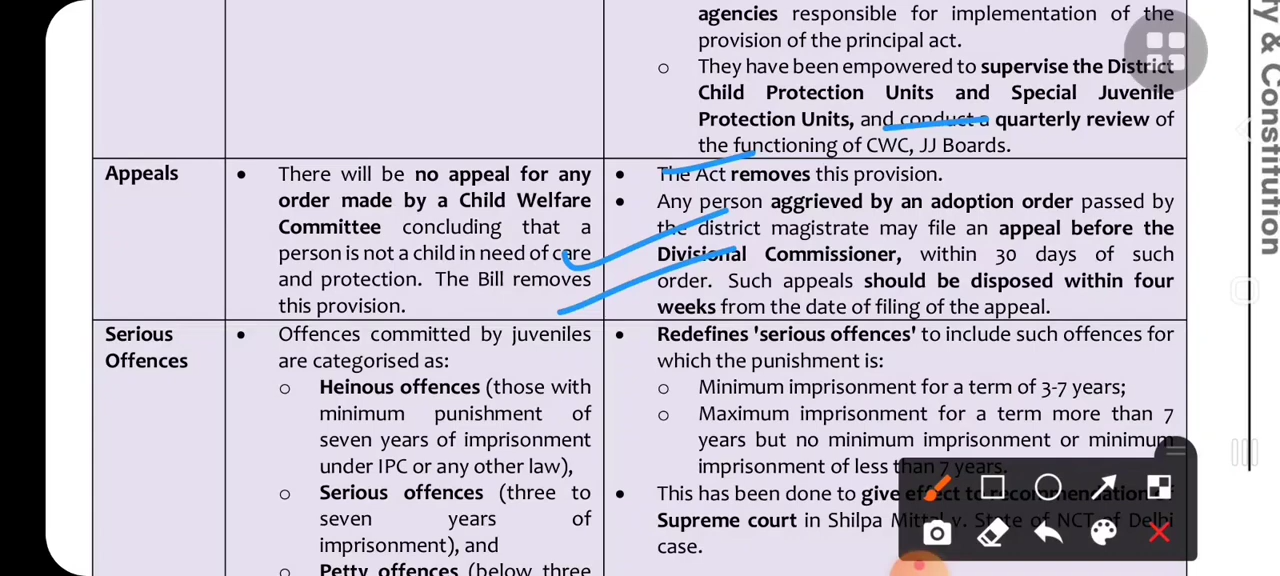 agencies responsible for implementation of the
provision of the principal act.
o They have been empowered to supervise the District
Child Protection Units and Special Juvenile
Protection Units, and conduct a quarterly review of
the functioning of CWC, JJ Boards.
Appeals
• There will be no appeal for any
order made by a Child Welfare
Committee concluding that a
person is not a child in need of care
and protection. The Bill removes
this provision.
• The Act removes this provision.
• Any person aggrieved by an adoption order passed by
the district magistrate may file an appeal before the
Divisional Commissioner, within 30 days of such
order. Such appeals should be disposed within four
weeks from the date of filing of the appeal.
Serious
Offences
• Offences committed by juveniles
are categorised as:
o Heinous offences (those with
minimum punishment of
seven years of imprisonment
under IPC or any other law),
o Serious offences (three to
seven years of
imprisonment), and
o Petty offences (below three
• Redefines 'serious offences' to include such offences for
which the punishment is:
o Minimum imprisonment for a term of 3-7 years;
o Maximum imprisonment for a term more than 7
years but no minimum imprisonment or minimum
imprisonment of less than 7 years.
• This has been done to give effect to recommendation of
Supreme court in Shilpa Mittal v. State of NCT of Delhi
case.
ty & Constitution